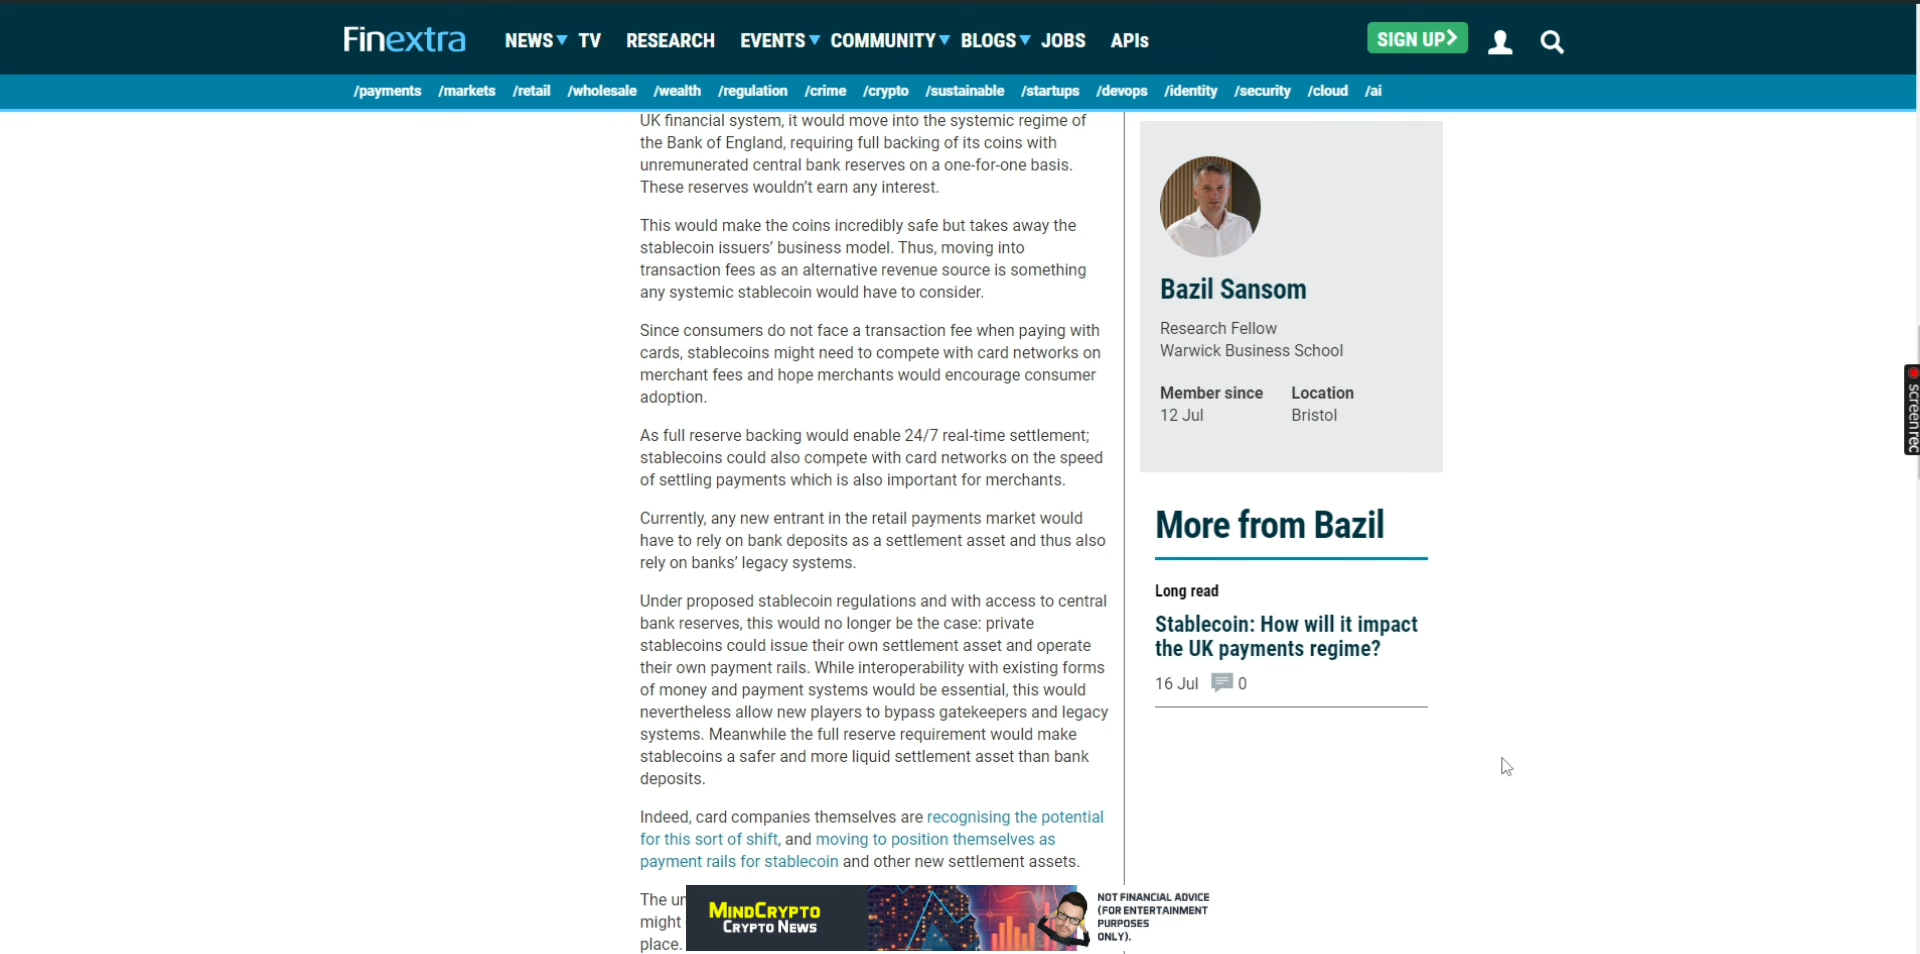 Finextra
NEWS TV RESEARCH EVENTS COMMUNITY BLOGS JOBS APIs
SIGN UP
/payments /markets /retail /wholesale /wealth /regulation /crime /crypto /sustainable /startups /devops /identity /security /cloud /ai
UK financial system, it would move into the systemic regime of
the Bank of England, requiring full backing of its coins with
unremunerated central bank reserves on a one-for-one basis.
These reserves wouldn't earn any interest.
This would make the coins incredibly safe but takes away the
stablecoin issuers' business model. Thus, moving into
transaction fees as an alternative revenue source is something
any systemic stablecoin would have to consider.
Since consumers do not face a transaction fee when paying with
cards, stablecoins might need to compete with card networks on
merchant fees and hope merchants would encourage consumer
adoption.
As full reserve backing would enable 24/7 real-time settlement;
stablecoins could also compete with card networks on the speed
of settling payments which is also important for merchants.
Currently, any new entrant in the retail payments market would
have to rely on bank deposits as a settlement asset and thus also
rely on banks' legacy systems.
Under proposed stablecoin regulations and with access to central
bank reserves, this would no longer be the case: private
stablecoins could issue their own settlement asset and operate
their own payment rails. While interoperability with existing forms
of money and payment systems would be essential, this would
nevertheless allow new players to bypass gatekeepers and legacy
systems. Meanwhile the full reserve requirement would make
stablecoins a safer and more liquid settlement asset than bank
deposits.
Indeed, card companies themselves are recognising the potential
for this sort of shift, and moving to position themselves as
payment rails for stablecoin and other new settlement assets.
The un
might
place.
Bazil Sansom
Research Fellow
Warwick Business School
Member since Location
12 Jul Bristol
More from Bazil
Long read
Stablecoin: How will it impact
the UK payments regime?
16 Jul 0
screen rec
MINDCRYPTO
CRYPTO NEWS
NOT FINANCIAL ADVICE
(FOR ENTERTAINMENT
PURPOSES
ONLY).